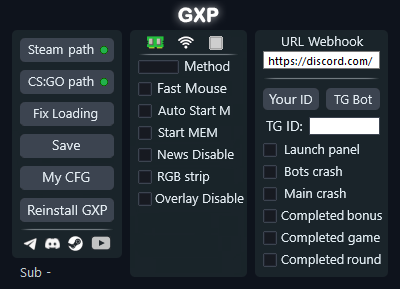 GXP
Steam path
CS:GO path
Fix Loading
Save
My CFG
Reinstall GXP
Sub -
Method
Fast Mouse
Auto Start M
Start MEM
News Disable
RGB strip
Overlay Disable
URL Webhook
https://discord.com/
Your ID
TG Bot
TG ID:
Launch panel
Bots crash
Main crash
Completed bonus
Completed game
Completed round